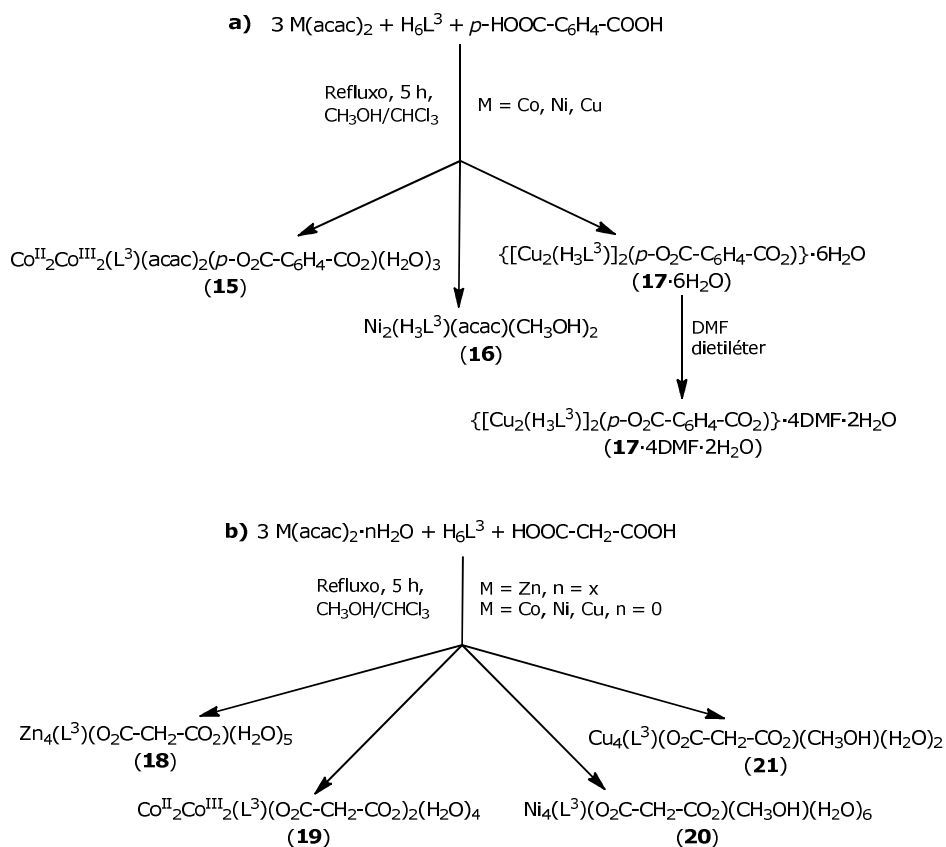 a) 3 M(acac)₂ + H₆L³ + p-HOOC-C₆H₄-COOH
Refluxo, 5 h,
CH₃OH/CHCl₃
M = Co, Ni, Cu
Coᴵᴵ₂Coᴵᴵᴵ₂(L³)(acac)₂(p-O₂C-C₆H₄-CO₂)(H₂O)₃
(15)
Ni₂(H₃L³)(acac)(CH₃OH)₂
(16)
{[Cu₂(H₃L³)]₂(p-O₂C-C₆H₄-CO₂)}·6H₂O
(17·6H₂O)
DMF
dietiléter
{[Cu₂(H₃L³)]₂(p-O₂C-C₆H₄-CO₂)}·4DMF·2H₂O
(17·4DMF·2H₂O)
b) 3 M(acac)₂·nH₂O + H₆L³ + HOOC-CH₂-COOH
Refluxo, 5 h,
CH₃OH/CHCl₃
M = Zn, n = x
M = Co, Ni, Cu, n = 0
Zn₄(L³)(O₂C-CH₂-CO₂)(H₂O)₅
(18)
Cu₄(L³)(O₂C-CH₂-CO₂)(CH₃OH)(H₂O)₂
(21)
Coᴵᴵ₂Coᴵᴵᴵ₂(L³)(O₂C-CH₂-CO₂)₂(H₂O)₄
(19)
Ni₄(L³)(O₂C-CH₂-CO₂)(CH₃OH)(H₂O)₆
(20)